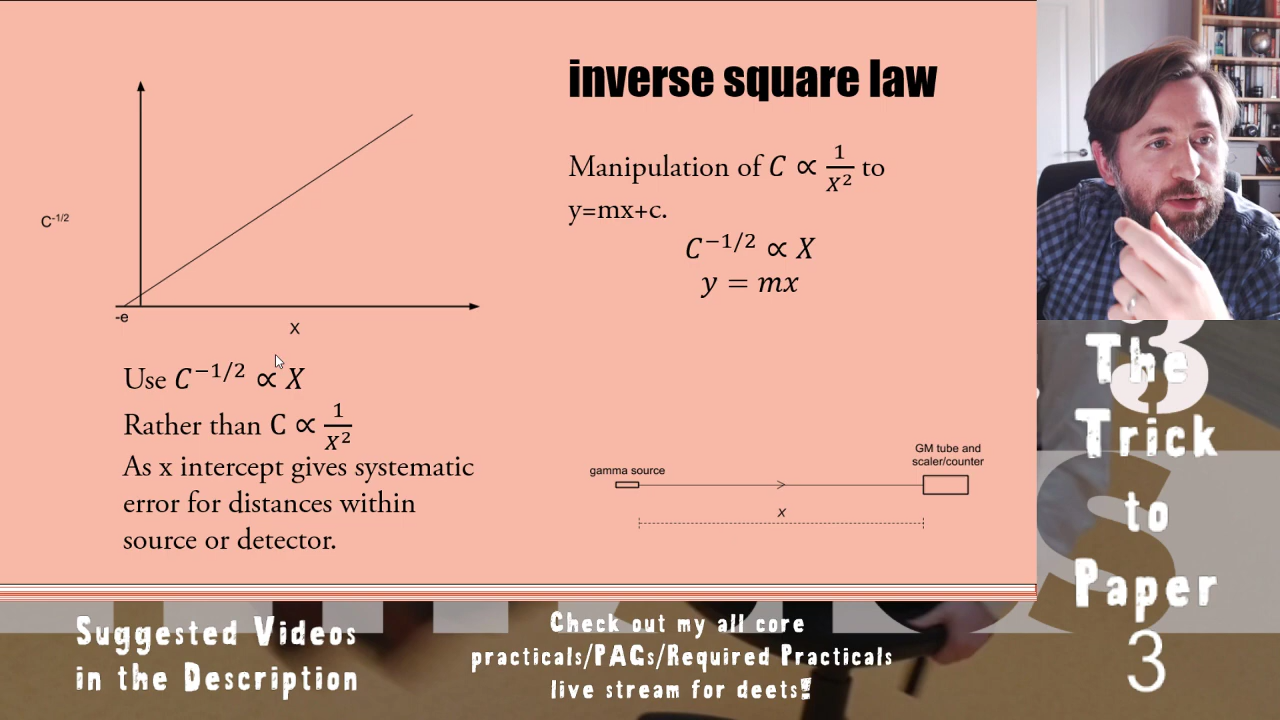 inverse square law
Manipulation of C ∝ 1/X² to
y=mx+c.
C^−1/2 ∝ X
y = mx
C^-1/2
-e
X
Use C^−1/2 ∝ X
Rather than C ∝ 1/X²
As x intercept gives systematic
error for distances within
source or detector.
gamma source
GM tube and
scaler/counter
X
The
Trick
to
Paper
3
Suggested Videos
in the Description
Check out my all core
practicals/PAGs/Required Practicals
live stream for deets!